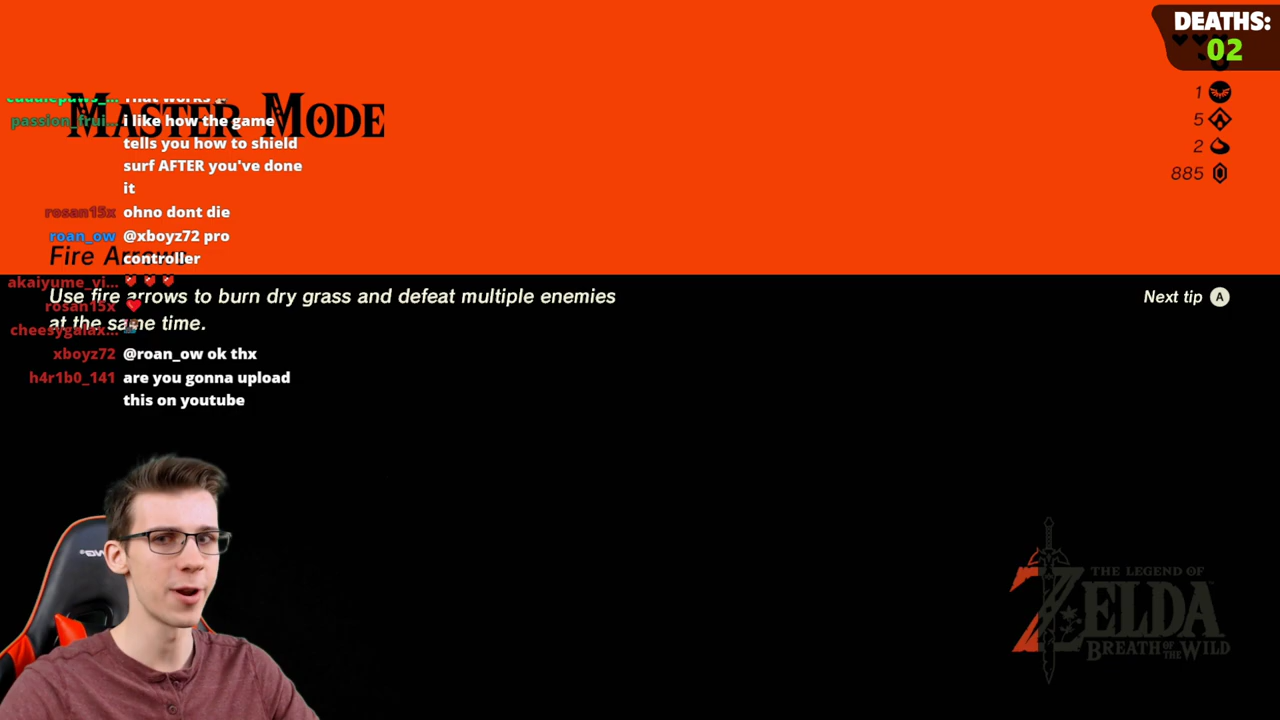 DEATHS:
02
MASTER MODE
1
5
2
885
That works
passion_frui... i like how the game
tells you how to shield
surf AFTER you've done
it
rosan15x ohno dont die
roan_ow @xboyz72 pro
controller
Fire Arrows
akaiyume_vi...
Use fire arrows to burn dry grass and defeat multiple enemies
at the same time.
Next tip A
rosan15x
cheesygalax...
xboyz72 @roan_ow ok thx
h4r1b0_141 are you gonna upload
this on youtube
THE LEGEND OF
ZELDA
BREATH OF THE WILD